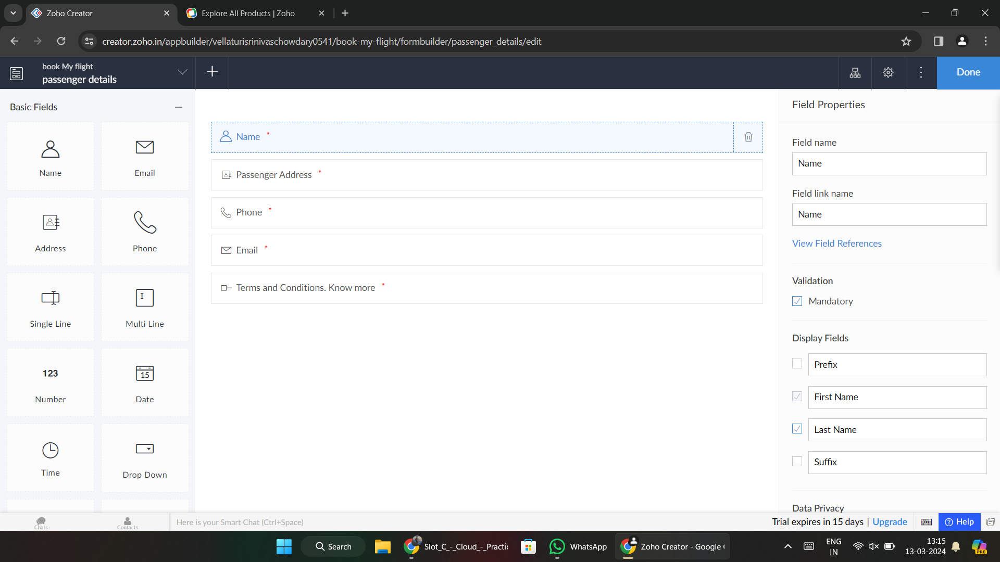 Zoho Creator
Explore All Products | Zoho
creator.zoho.in/appbuilder/vellaturisrinivaschowdary0541/book-my-flight/formbuilder/passenger_details/edit
book My flight
passenger details
Done
Basic Fields
Name
Email
Address
Phone
Single Line
Multi Line
123
Number
15
Date
Time
Drop Down
Name *
Passenger Address *
Phone *
Email *
Terms and Conditions. Know more *
Field Properties
Field name
Name
Field link name
Name
View Field References
Validation
Mandatory
Display Fields
Prefix
First Name
Last Name
Suffix
Data Privacy
Chats
Contacts
Here is your Smart Chat (Ctrl+Space)
Trial expires in 15 days | Upgrade
Help
Search
Slot_C_-_Cloud_-_Practic
WhatsApp
Zoho Creator - Google
ENG
IN
13:15
13-03-2024
PRE